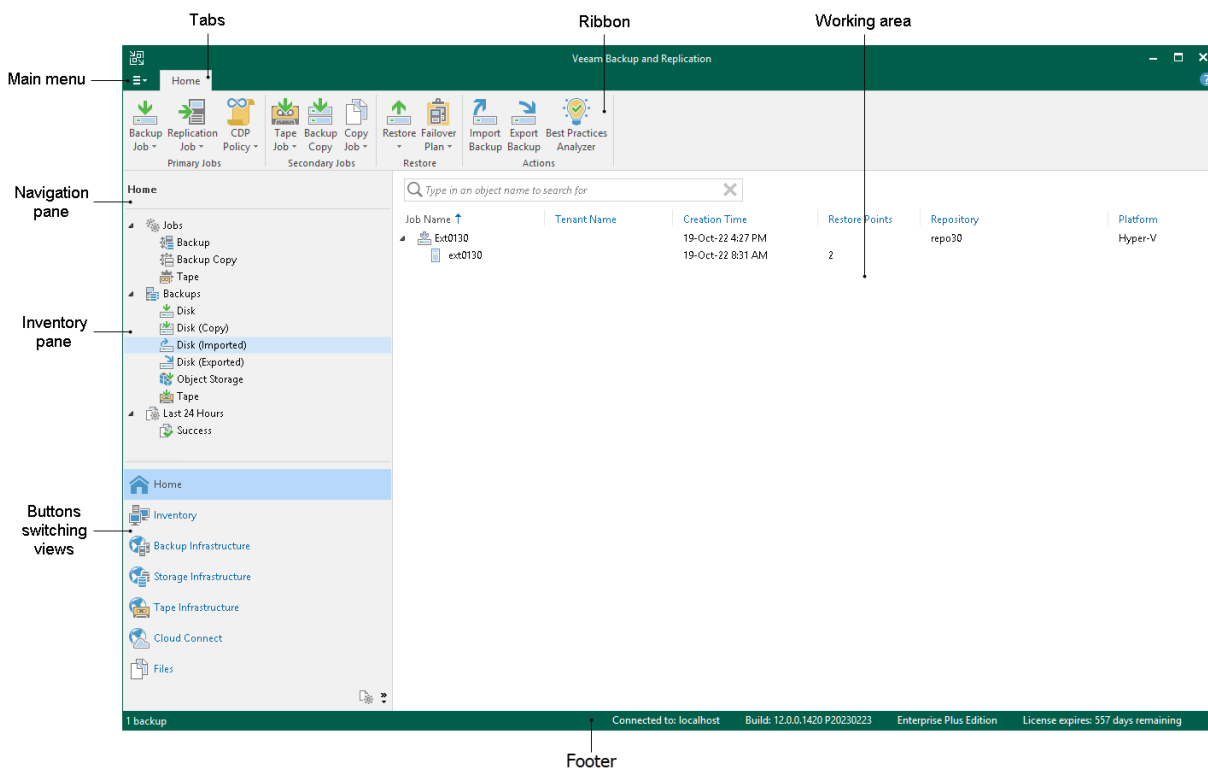 Tabs
Ribbon
Working area
Veeam Backup and Replication
Main menu
Home
Backup Job
Replication Job
CDP Policy
Primary Jobs
Tape Job
Backup Copy
Copy Job
Secondary Jobs
Restore
Failover Plan
Restore
Import Backup
Export Backup
Best Practices Analyzer
Actions
Navigation
pane
Home
Type in an object name to search for
Job Name Tenant Name Creation Time Restore Points Repository Platform
Ext0130 19-Oct-22 4:27 PM repo30 Hyper-V
ext0130 19-Oct-22 8:31 AM 2
Jobs
Backup
Backup Copy
Tape
Backups
Disk
Disk (Copy)
Inventory
pane
Disk (Imported)
Disk (Exported)
Object Storage
Tape
Last 24 Hours
Success
Home
Buttons
switching
views
Inventory
Backup Infrastructure
Storage Infrastructure
Tape Infrastructure
Cloud Connect
Files
1 backup Connected to: localhost Build: 12.0.0.1420 P20230223 Enterprise Plus Edition License expires: 557 days remaining
Footer